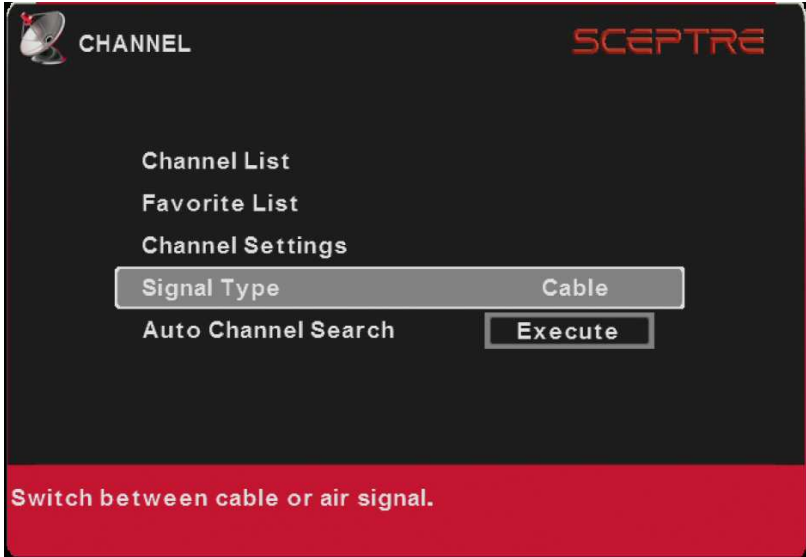 CHANNEL SCEPTRE
Channel List
Favorite List
Channel Settings
Signal Type Cable
Auto Channel Search Execute
Switch between cable or air signal.